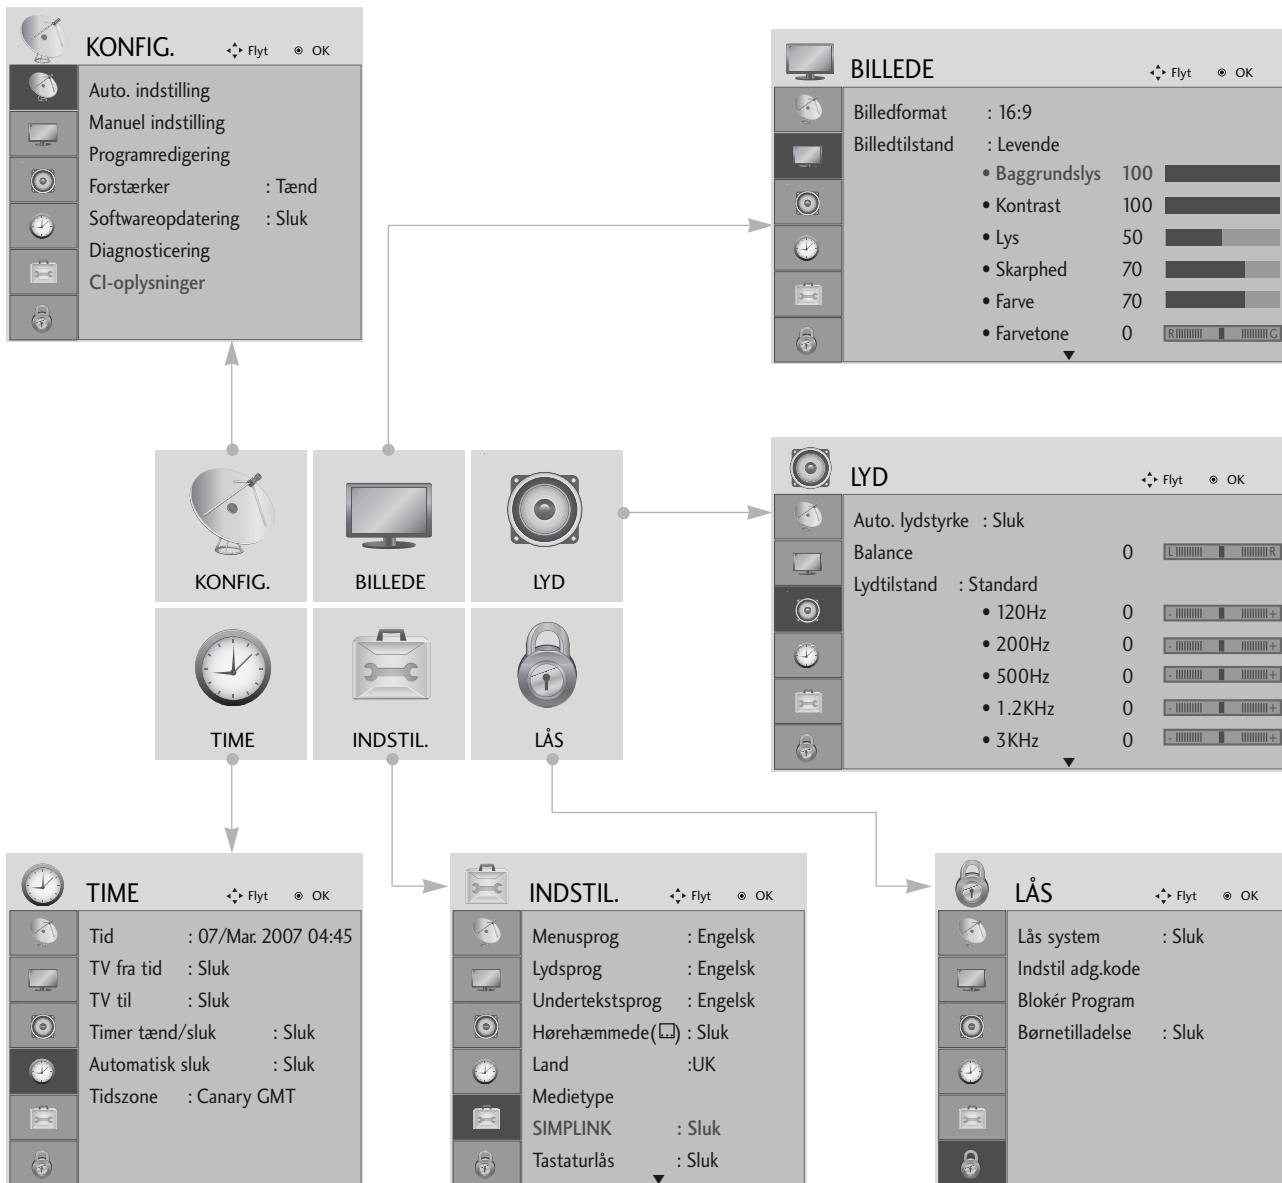 KONFIG. Flyt OK
Auto. indstilling
Manuel indstilling
Programredigering
Forstærker : Tænd
Softwareopdatering : Sluk
Diagnosticering
CI-oplysninger
BILLEDE Flyt OK
Billedformat : 16:9
Billedtilstand : Levende
• Baggrundslys 100
• Kontrast 100
• Lys 50
• Skarphed 70
• Farve 70
• Farvetone 0 R G
KONFIG. BILLEDE LYD
TIME INDSTIL. LÅS
LYD Flyt OK
Auto. lydstyrke : Sluk
Balance 0 L R
Lydtilstand : Standard
• 120Hz 0 - +
• 200Hz 0 - +
• 500Hz 0 - +
• 1.2KHz 0 - +
• 3KHz 0 - +
TIME Flyt OK
Tid : 07/Mar. 2007 04:45
TV fra tid : Sluk
TV til : Sluk
Timer tænd/sluk : Sluk
Automatisk sluk : Sluk
Tidszone : Canary GMT
INDSTIL. Flyt OK
Menusprog : Engelsk
Lydsprog : Engelsk
Undertekstsprog : Engelsk
Hørehæmmede( ) : Sluk
Land :UK
Medietype
SIMPLINK : Sluk
Tastaturlås : Sluk
LÅS Flyt OK
Lås system : Sluk
Indstil adg.kode
Blokér Program
Børnetilladelse : Sluk